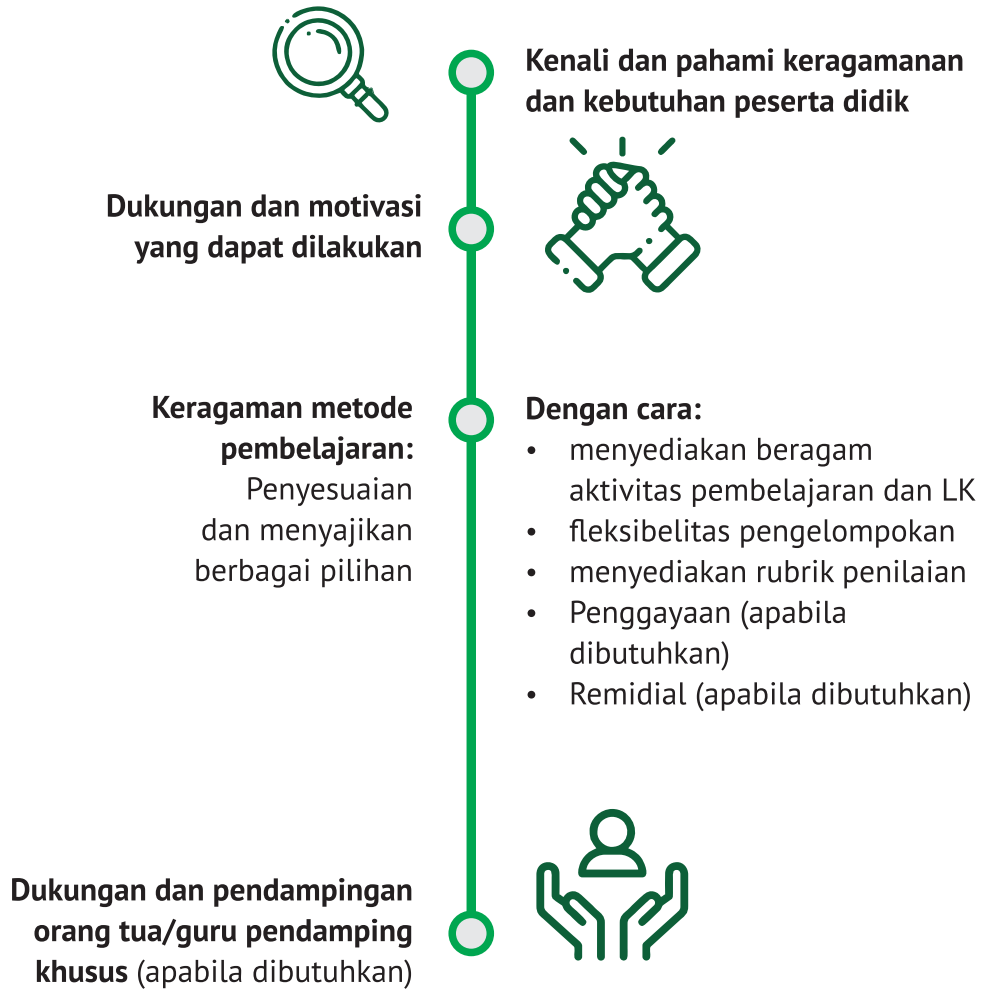 Kenali dan pahami keragamanan
dan kebutuhan peserta didik
Dukungan dan motivasi
yang dapat dilakukan
Keragaman metode
pembelajaran:
Penyesuaian
dan menyajikan
berbagai pilihan
Dengan cara:
• menyediakan beragam
aktivitas pembelajaran dan LK
• fleksibelitas pengelompokan
• menyediakan rubrik penilaian
• Penggayaan (apabila
dibutuhkan)
• Remidial (apabila dibutuhkan)
Dukungan dan pendampingan
orang tua/guru pendamping
khusus (apabila dibutuhkan)